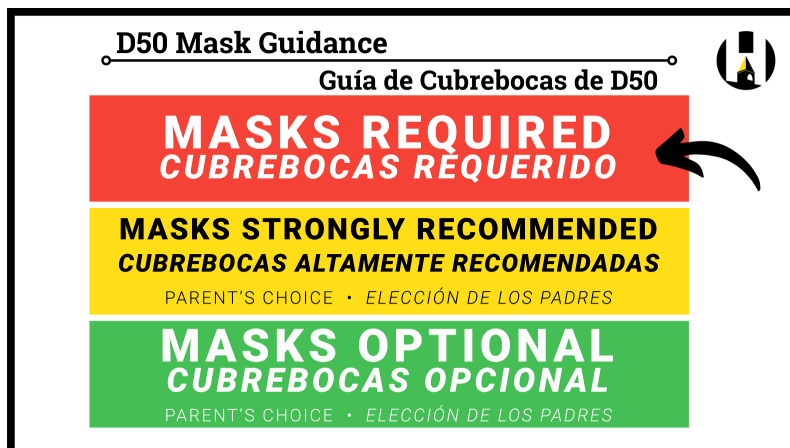 D50 Mask Guidance
Guía de Cubrebocas de D50
MASKS REQUIRED
CUBREBOCAS RÉQUERIDO
MASKS STRONGLY RECOMMENDED
CUBREBOCAS ALTAMENTE RECOMENDADAS
PARENT'S CHOICE • ELECCIÓN DE LOS PADRES
MASKS OPTIONAL
CUBREBOCAS OPCIONAL
PARENT'S CHOICE • ELECCIÓN DE LOS PADRES